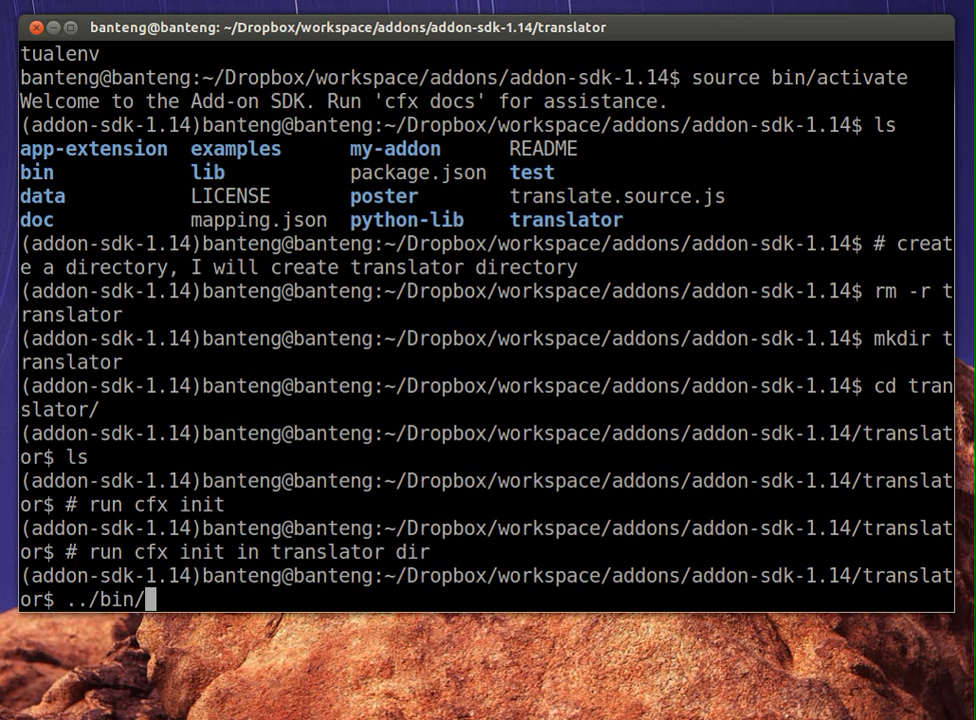 banteng@banteng: ~/Dropbox/workspace/addons/addon-sdk-1.14/translator
tualenv
banteng@banteng:~/Dropbox/workspace/addons/addon-sdk-1.14$ source bin/activate
Welcome to the Add-on SDK. Run 'cfx docs' for assistance.
(addon-sdk-1.14)banteng@banteng:~/Dropbox/workspace/addons/addon-sdk-1.14$ ls
app-extension  examples      my-addon      README
bin            lib           package.json  test
data           LICENSE       poster        translate.source.js
doc            mapping.json  python-lib    translator
(addon-sdk-1.14)banteng@banteng:~/Dropbox/workspace/addons/addon-sdk-1.14$ # creat
e a directory, I will create translator directory
(addon-sdk-1.14)banteng@banteng:~/Dropbox/workspace/addons/addon-sdk-1.14$ rm -r t
ranslator
(addon-sdk-1.14)banteng@banteng:~/Dropbox/workspace/addons/addon-sdk-1.14$ mkdir t
ranslator
(addon-sdk-1.14)banteng@banteng:~/Dropbox/workspace/addons/addon-sdk-1.14$ cd tran
slator/
(addon-sdk-1.14)banteng@banteng:~/Dropbox/workspace/addons/addon-sdk-1.14/translat
or$ ls
(addon-sdk-1.14)banteng@banteng:~/Dropbox/workspace/addons/addon-sdk-1.14/translat
or$ # run cfx init
(addon-sdk-1.14)banteng@banteng:~/Dropbox/workspace/addons/addon-sdk-1.14/translat
or$ # run cfx init in translator dir
(addon-sdk-1.14)banteng@banteng:~/Dropbox/workspace/addons/addon-sdk-1.14/translat
or$ ../bin/